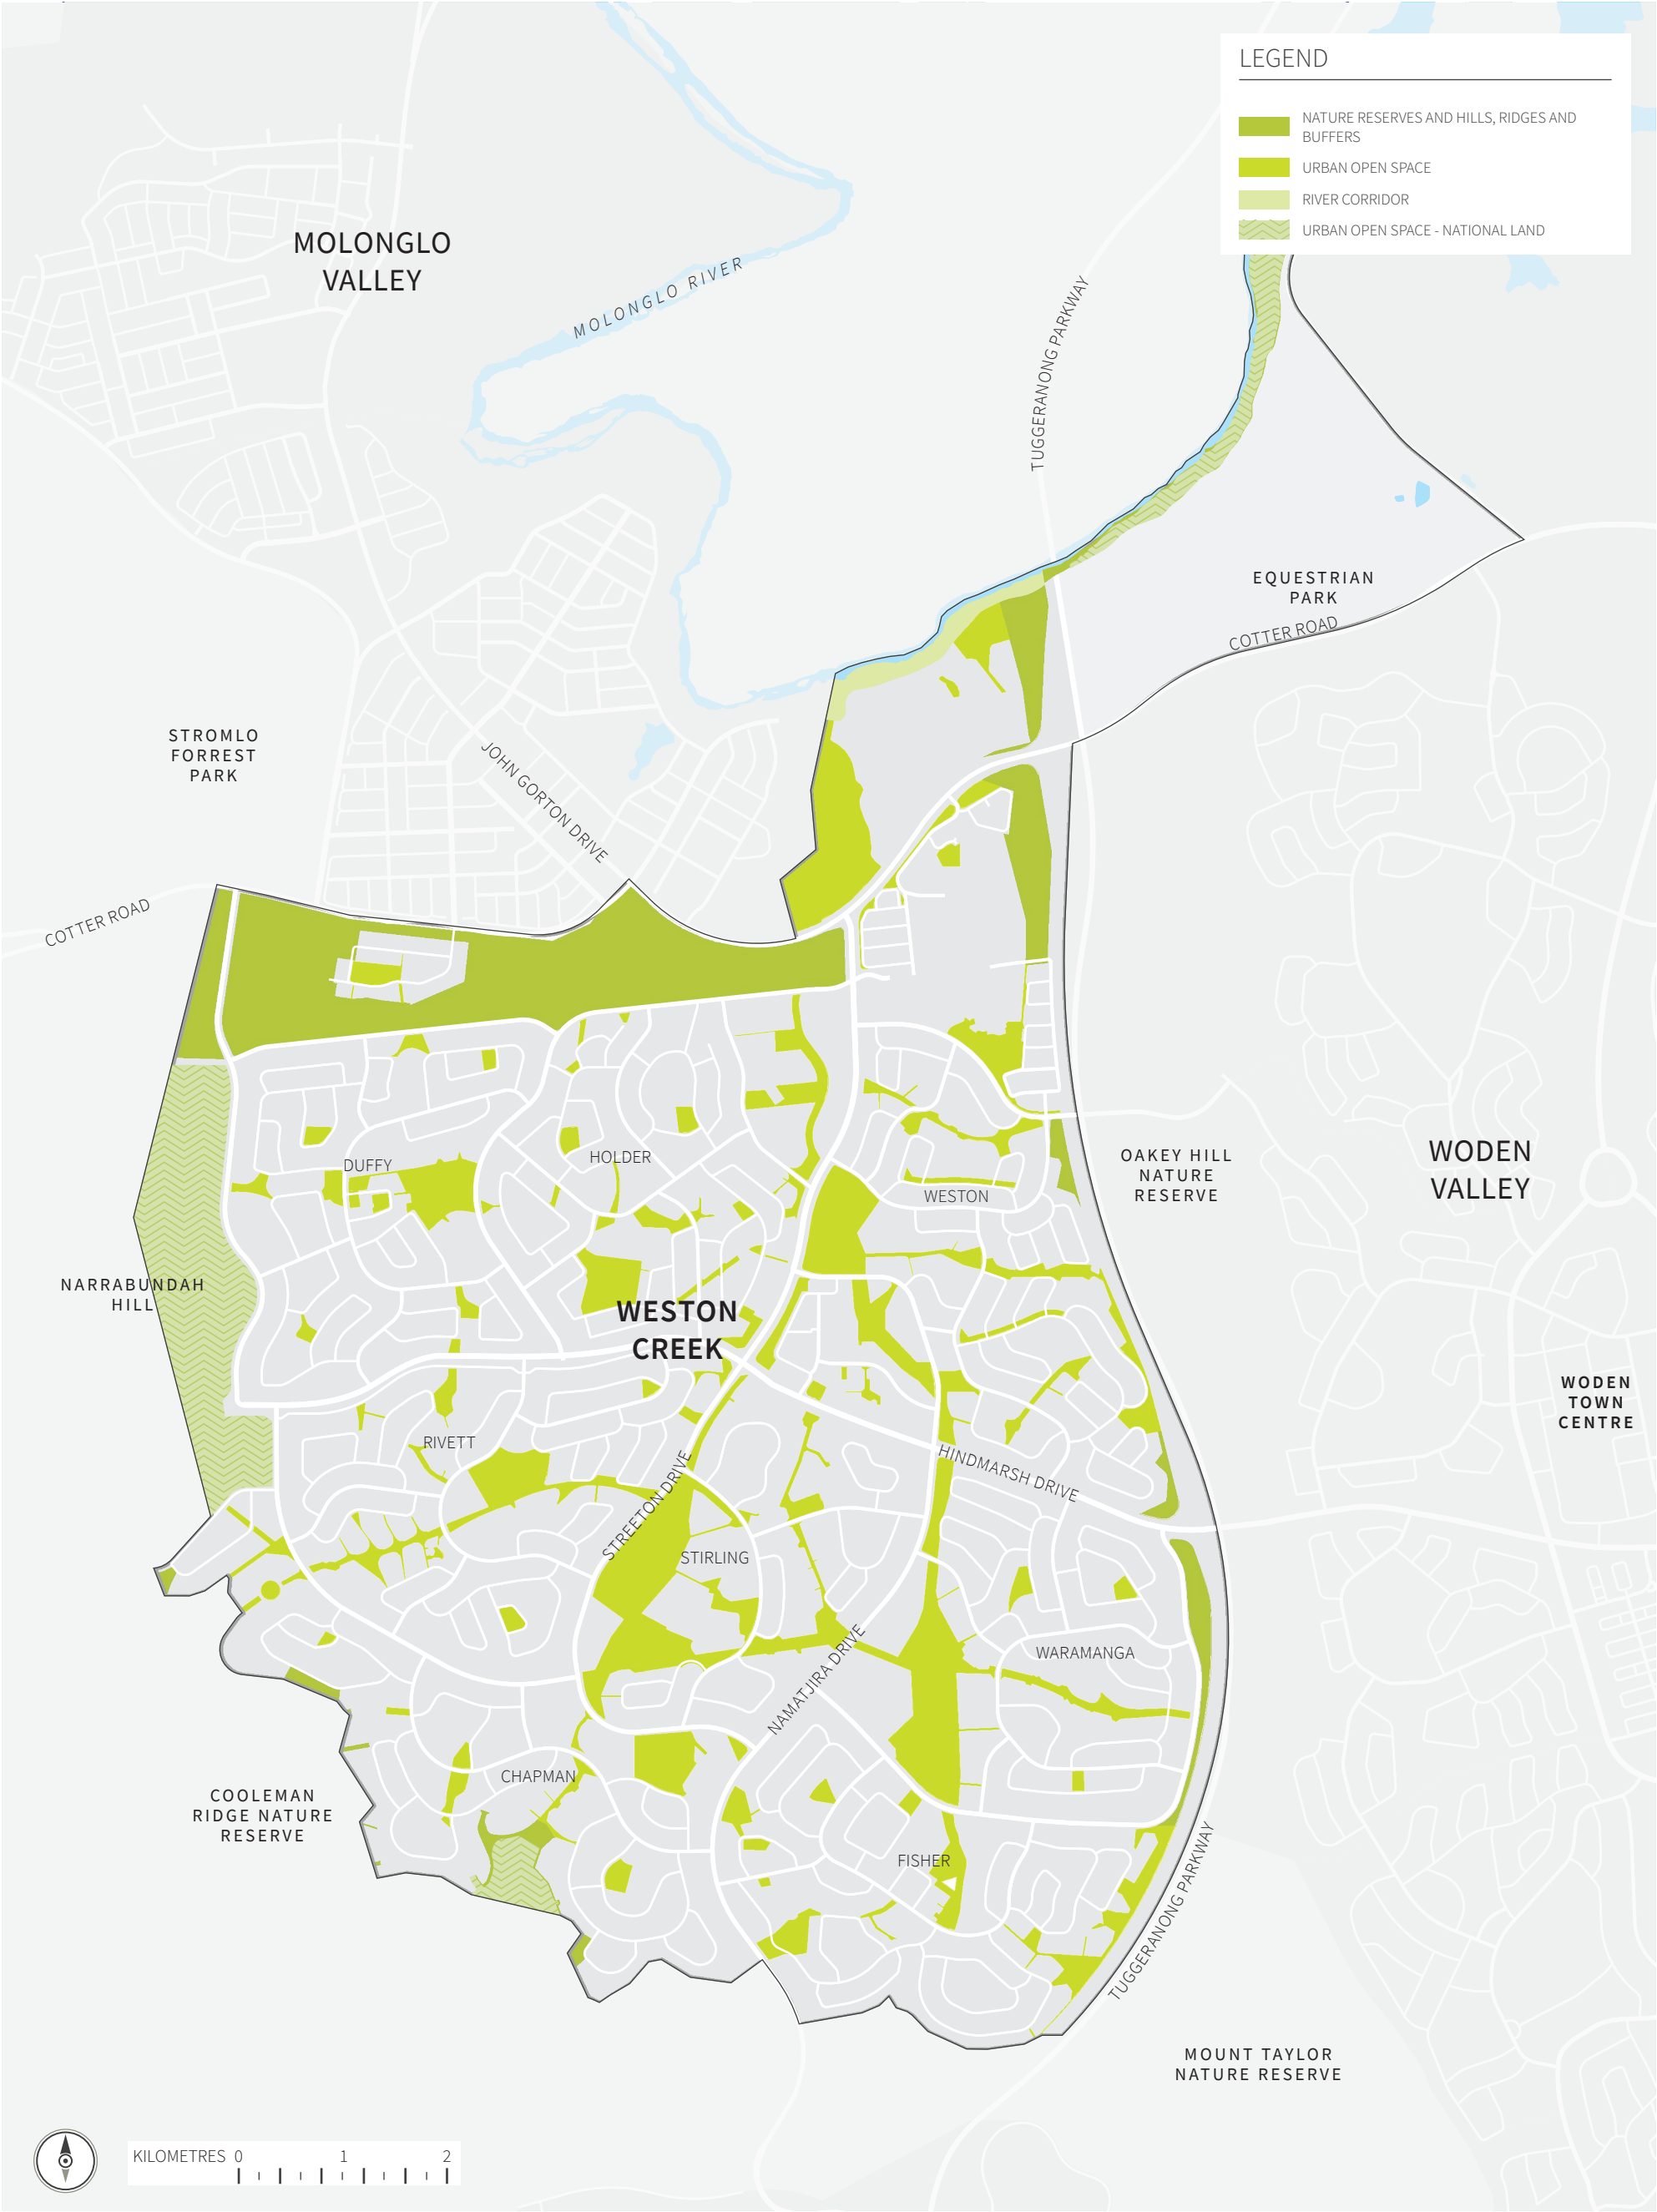 LEGEND
NATURE RESERVES AND HILLS, RIDGES AND
BUFFERS
URBAN OPEN SPACE
RIVER CORRIDOR
URBAN OPEN SPACE - NATIONAL LAND
MOLONGLO
VALLEY
MOLONGLO RIVER
TUGGERANONG PARKWAY
EQUESTRIAN
PARK
COTTER ROAD
STROMLO
FORREST
PARK
JOHN GORTON DRIVE
COTTER ROAD
DUFFY
HOLDER
WESTON
OAKEY HILL
NATURE
RESERVE
WODEN
VALLEY
NARRABUNDAH
HILL
WESTON
CREEK
WODEN
TOWN
CENTRE
RIVETT
HINDMARSH DRIVE
STREETON DRIVE
STIRLING
WARAMANGA
NAMATJIRA DRIVE
CHAPMAN
COOLEMAN
RIDGE NATURE
RESERVE
FISHER
TUGGERANONG PARKWAY
MOUNT TAYLOR
NATURE RESERVE
KILOMETRES 0 1 2